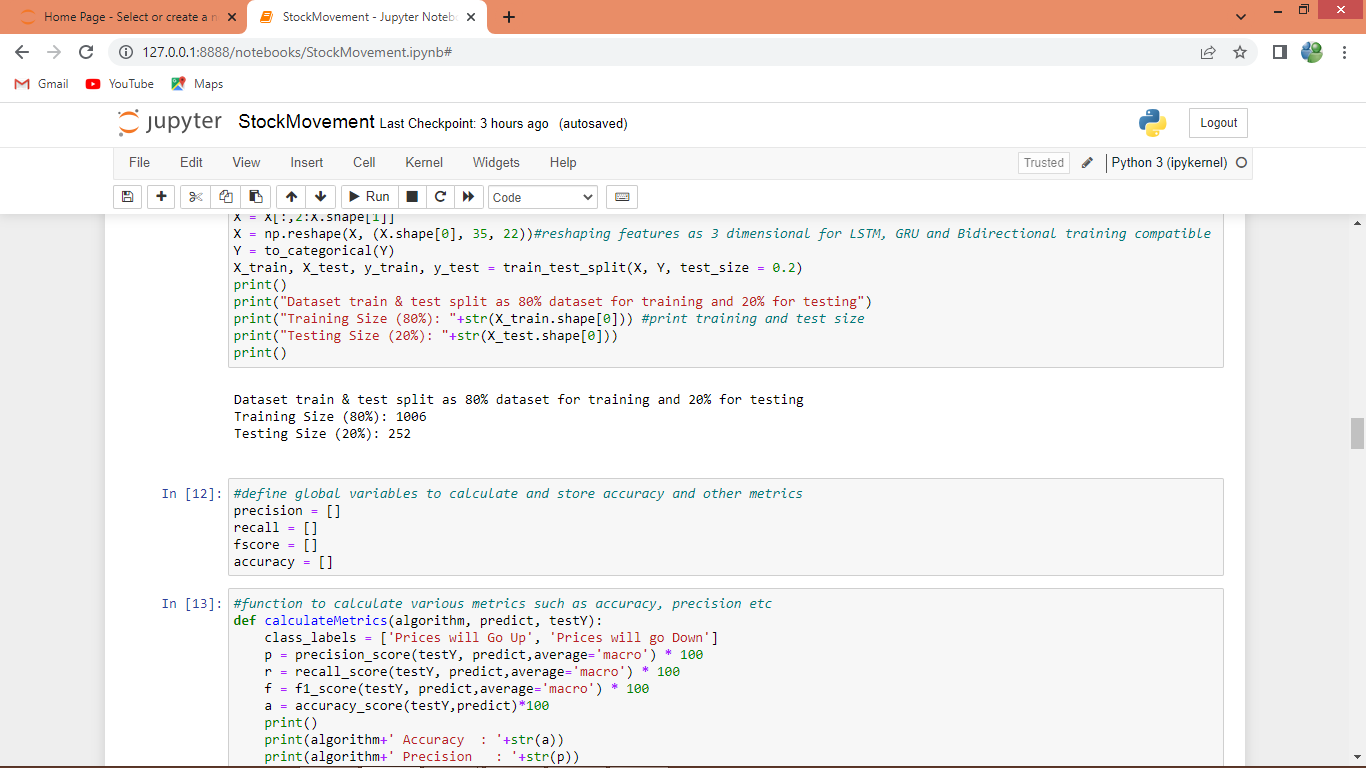 Home Page - Select or create a n
StockMovement - Jupyter Noteb
127.0.0.1:8888/notebooks/StockMovement.ipynb#
Gmail YouTube Maps
jupyter StockMovement Last Checkpoint: 3 hours ago (autosaved)
Logout
File Edit View Insert Cell Kernel Widgets Help
Trusted Python 3 (ipykernel)
Run Code
X = X[:,2:X.shape[1]]
X = np.reshape(X, (X.shape[0], 35, 22))#reshaping features as 3 dimensional for LSTM, GRU and Bidirectional training compatible
Y = to_categorical(Y)
X_train, X_test, y_train, y_test = train_test_split(X, Y, test_size = 0.2)
print()
print("Dataset train & test split as 80% dataset for training and 20% for testing")
print("Training Size (80%): "+str(X_train.shape[0])) #print training and test size
print("Testing Size (20%): "+str(X_test.shape[0]))
print()
Dataset train & test split as 80% dataset for training and 20% for testing
Training Size (80%): 1006
Testing Size (20%): 252
In [12]: #define global variables to calculate and store accuracy and other metrics
precision = []
recall = []
fscore = []
accuracy = []
In [13]: #function to calculate various metrics such as accuracy, precision etc
def calculateMetrics(algorithm, predict, testY):
    class_labels = ['Prices will Go Up', 'Prices will go Down']
    p = precision_score(testY, predict,average='macro') * 100
    r = recall_score(testY, predict,average='macro') * 100
    f = f1_score(testY, predict,average='macro') * 100
    a = accuracy_score(testY,predict)*100
    print()
    print(algorithm+' Accuracy  : '+str(a))
    print(algorithm+' Precision   : '+str(p))